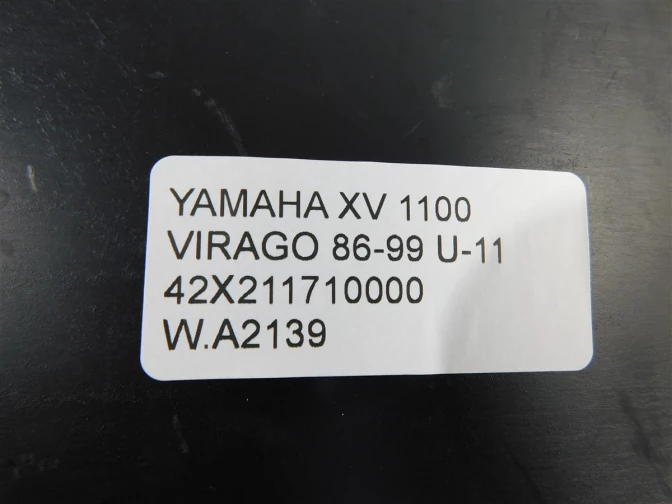 YAMAHA XV 1100
VIRAGO 86-99 U-11
42X211710000
W.A2139